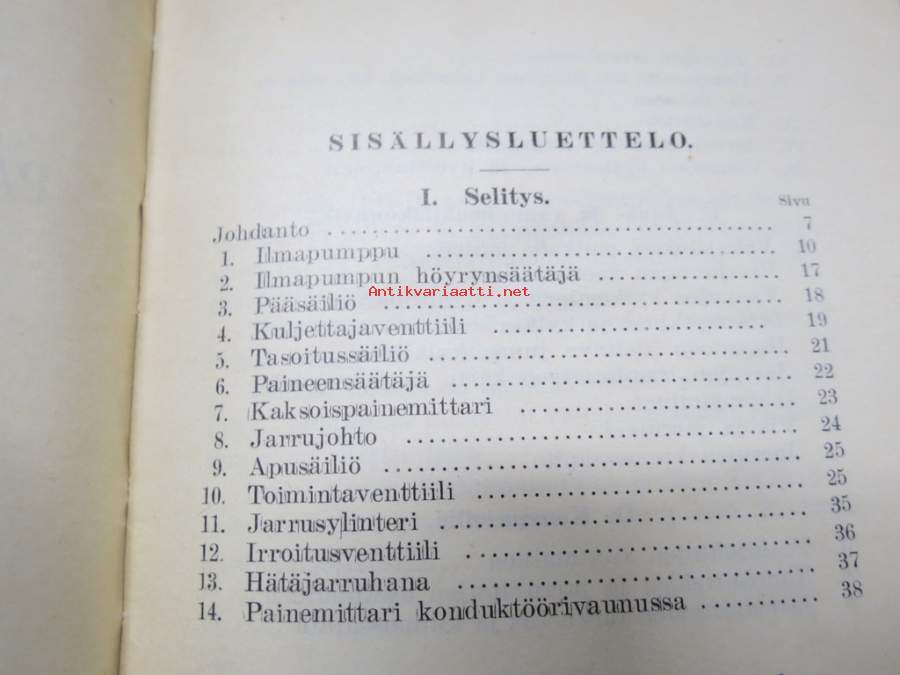 SISÄLLYSLUETTELO.
I. Selitys.
Sivu
Johdanto .......... 7
1. Ilmapumppu .......... 10
2. Ilmapumpun höyrynsäätäjä .......... 17
Antikvariaatti.net
3. Pääsäiliö .......... 18
4. Kuljettajaventtiili .......... 19
5. Tasoitussäiliö .......... 21
6. Paineensäätäjä .......... 22
7. Kaksoispainemittari .......... 23
8. Jarrujohto .......... 24
9. Apusäiliö .......... 25
10. Toimintaventtiili .......... 25
11. Jarrusylinteri .......... 35
12. Irroitusventtiili .......... 36
13. Hätäjarruhana .......... 37
14. Painemittari konduktöörivaunussa .......... 38